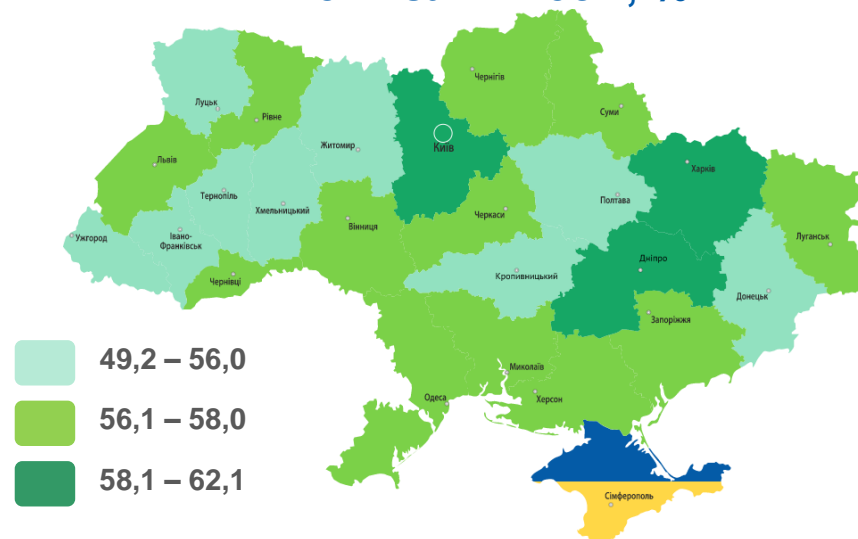 Чернігів
Луцьк
Рівне
Суми
Житомир
Київ
Львів
Харків
Тернопіль
Хмельницький
Полтава
Черкаси
Вінниця
Ужгород
Івано-
Франківськ
Луганськ
Дніпро
Кропивницький
Чернівці
Донецьк
Запоріжжя
49,2 – 56,0
Миколаїв
Одеса
Херсон
56,1 – 58,0
58,1 – 62,1
Сімферополь